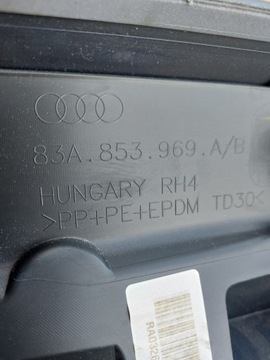 83A.853.969.A/B
HUNGARY RH4
>PP+PE+EPDM TD30<